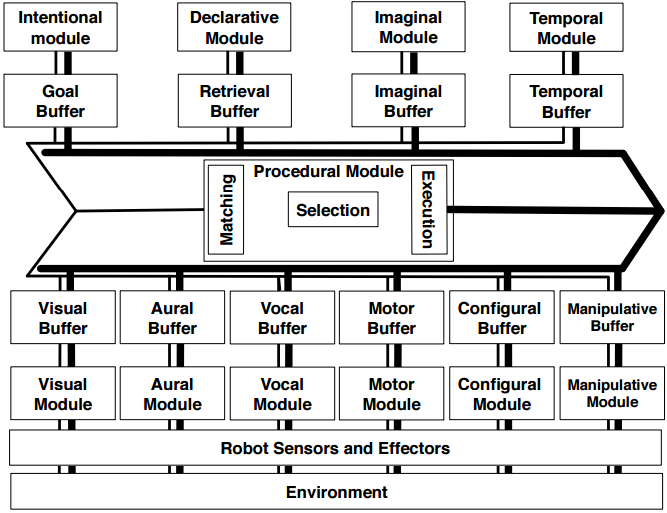 Intentional
module
Declarative
Module
Imaginal
Module
Temporal
Module
Goal
Buffer
Retrieval
Buffer
Imaginal
Buffer
Temporal
Buffer
Procedural Module
Matching
Selection
Execution
Visual
Buffer
Aural
Buffer
Vocal
Buffer
Motor
Buffer
Configural
Buffer
Manipulative
Buffer
Visual
Module
Aural
Module
Vocal
Module
Motor
Module
Configural
Module
Manipulative
Module
Robot Sensors and Effectors
Environment